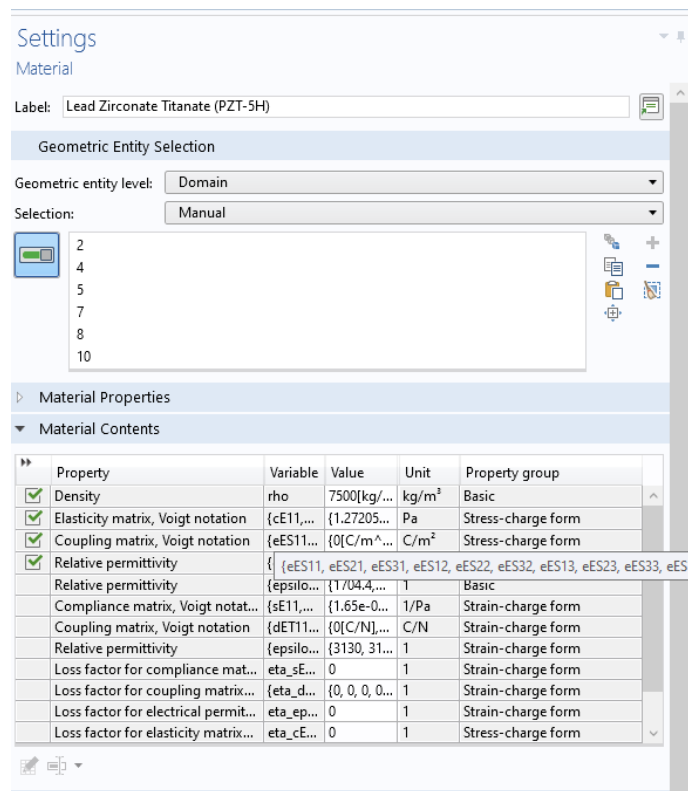 Settings
Material
Label: Lead Zirconate Titanate (PZT-5H)
Geometric Entity Selection
Geometric entity level: Domain
Selection: Manual
2
4
5
7
8
10
Material Properties
Material Contents
Property Variable Value Unit Property group
Density rho 7500[kg/... kg/m³ Basic
Elasticity matrix, Voigt notation {cE11,... {1.27205... Pa Stress-charge form
Coupling matrix, Voigt notation {eES11... {0[C/m^... C/m² Stress-charge form
Relative permittivity { {eES11, eES21, eES31, eES12, eES22, eES32, eES13, eES23, eES33, eES
Relative permittivity {epsilo... {1704.4,... 1 Basic
Compliance matrix, Voigt notat... {sE11,... {1.65e-0... 1/Pa Strain-charge form
Coupling matrix, Voigt notation {dET11... {0[C/N],... C/N Strain-charge form
Relative permittivity {epsilo... {3130, 31... 1 Strain-charge form
Loss factor for compliance mat... eta_sE... 0 1 Strain-charge form
Loss factor for coupling matrix... {eta_d... {0, 0, 0, 0... 1 Strain-charge form
Loss factor for electrical permit... eta_ep... 0 1 Strain-charge form
Loss factor for elasticity matrix... eta_cE... 0 1 Stress-charge form